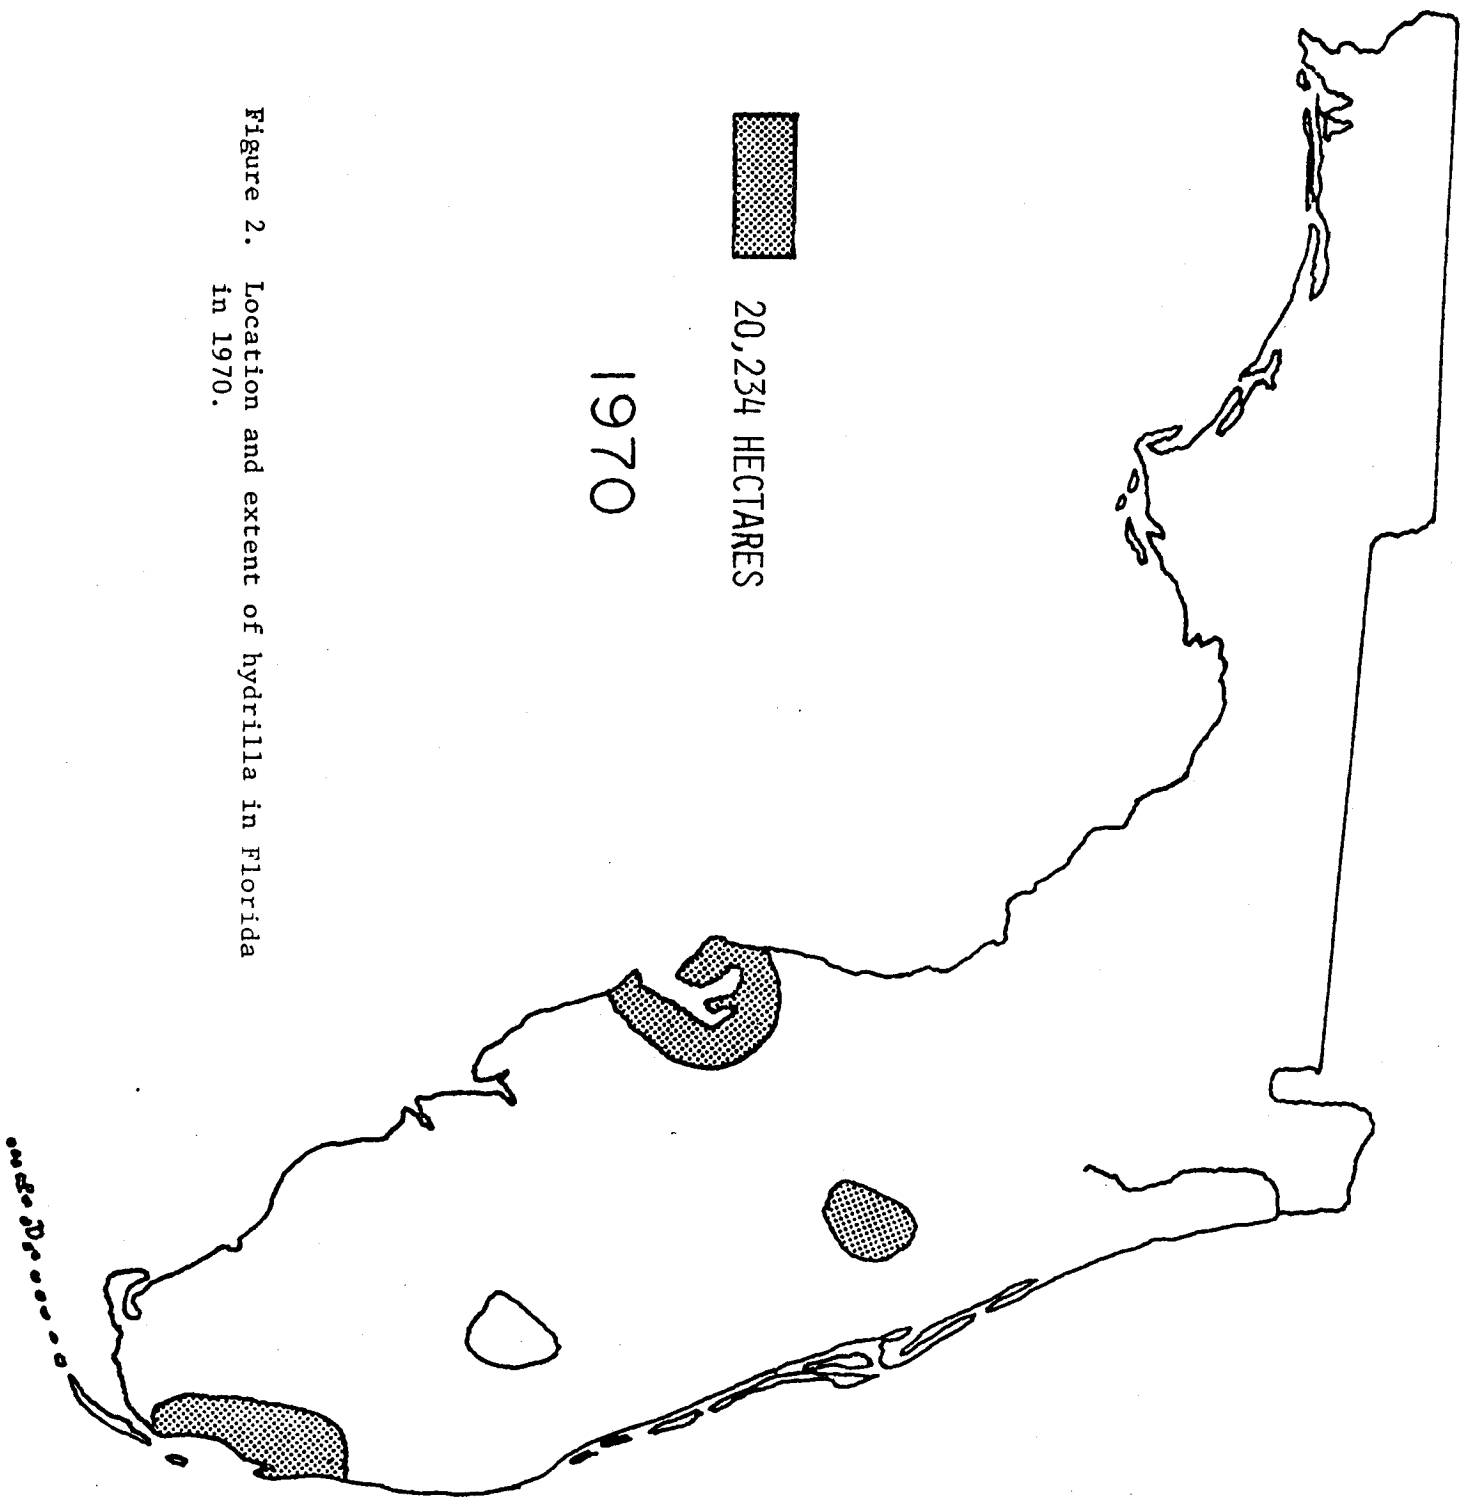 20,234 HECTARES
1970
Figure 2. Location and extent of hydrilla in Florida
in 1970.